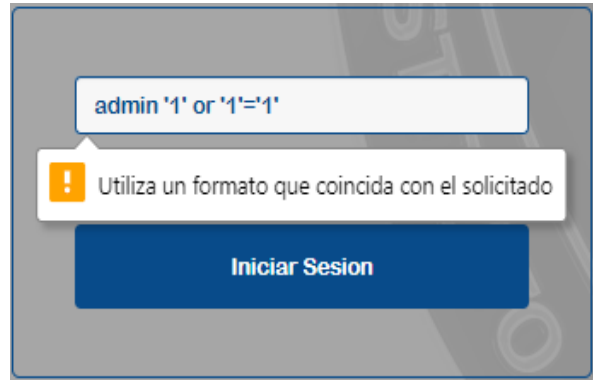 admin '1' or '1'='1'
Utiliza un formato que coincida con el solicitado
Iniciar Sesion